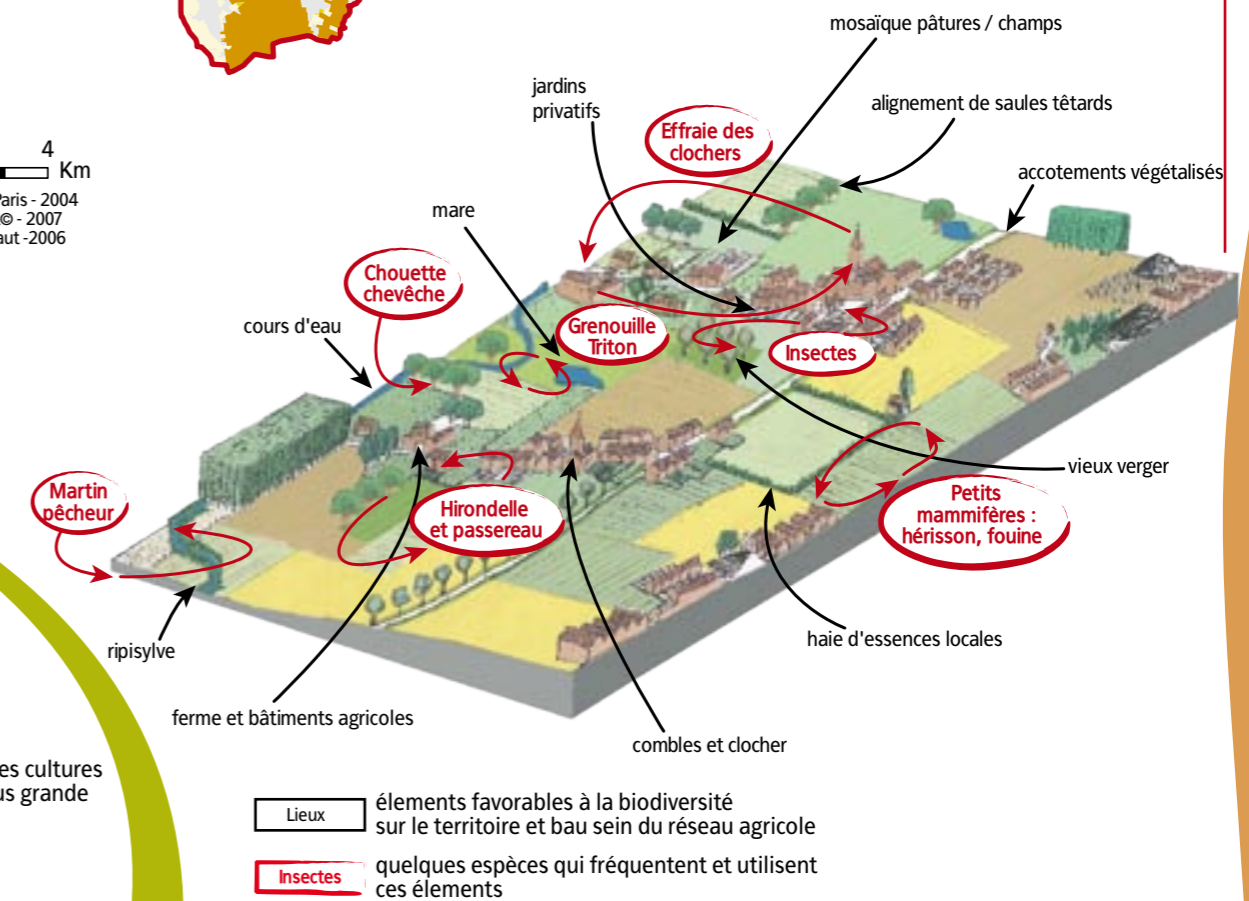 mosaïque pâtures / champs
jardins
privatifs
alignement de saules têtards
Effraie des
clochers
4
Km
accotements végétalisés
Paris - 2004
© - 2007
aut -2006
mare
Chouette
chevêche
cours d'eau
Grenouille
Triton
Insectes
vieux verger
Martin
pêcheur
Hirondelle
et passereau
Petits
mammifères :
hérisson, fouine
ripisylve
haie d'essences locales
ferme et bâtiments agricoles
combles et clocher
es cultures
us grande
Lieux
élements favorables à la biodiversité
sur le territoire et bau sein du réseau agricole
Insectes
quelques espèces qui fréquentent et utilisent
ces élements